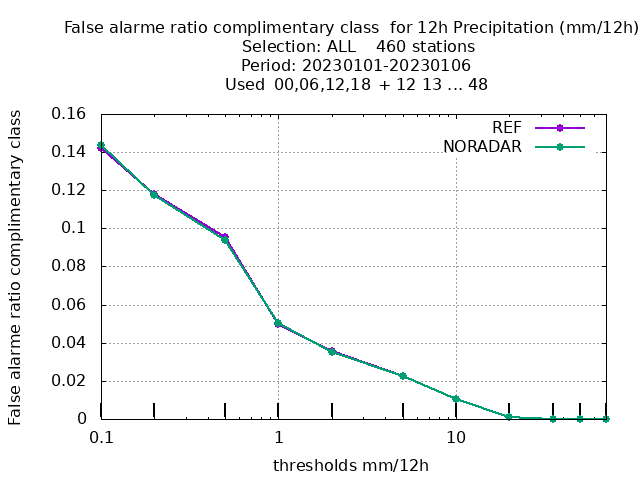 False alarme ratio complimentary class  for 12h Precipitation (mm/12h)
Selection: ALL    460 stations
Period: 20230101-20230106
Used  00,06,12,18  + 12 13 ... 48
False alarme ratio complimentary class
0.16
0.14
0.12
0.1
0.08
0.06
0.04
0.02
0
REF
NORADAR
0.1
1
10
thresholds mm/12h